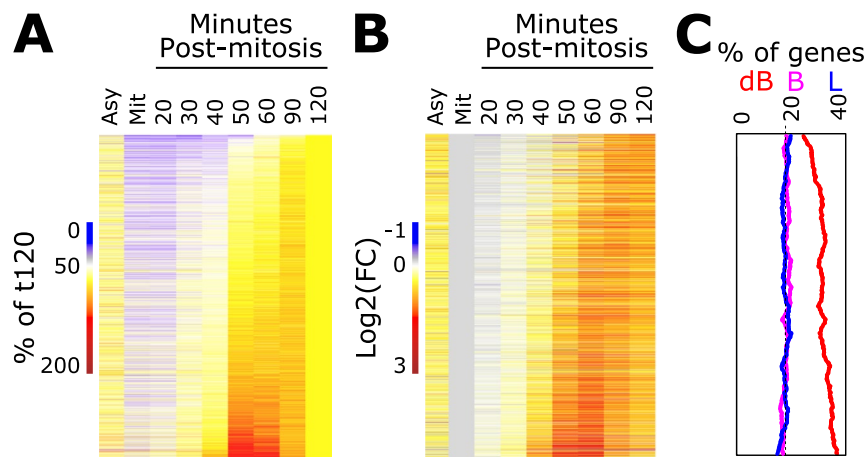 A
Minutes
Post-mitosis
Asy Mit 20 30 40 50 60 90 120
% of t120
0
50
200
B
Minutes
Post-mitosis
Asy Mit 20 30 40 50 60 90 120
Log2(FC)
-1
0
3
C
% of genes
dB B L
0 20 40